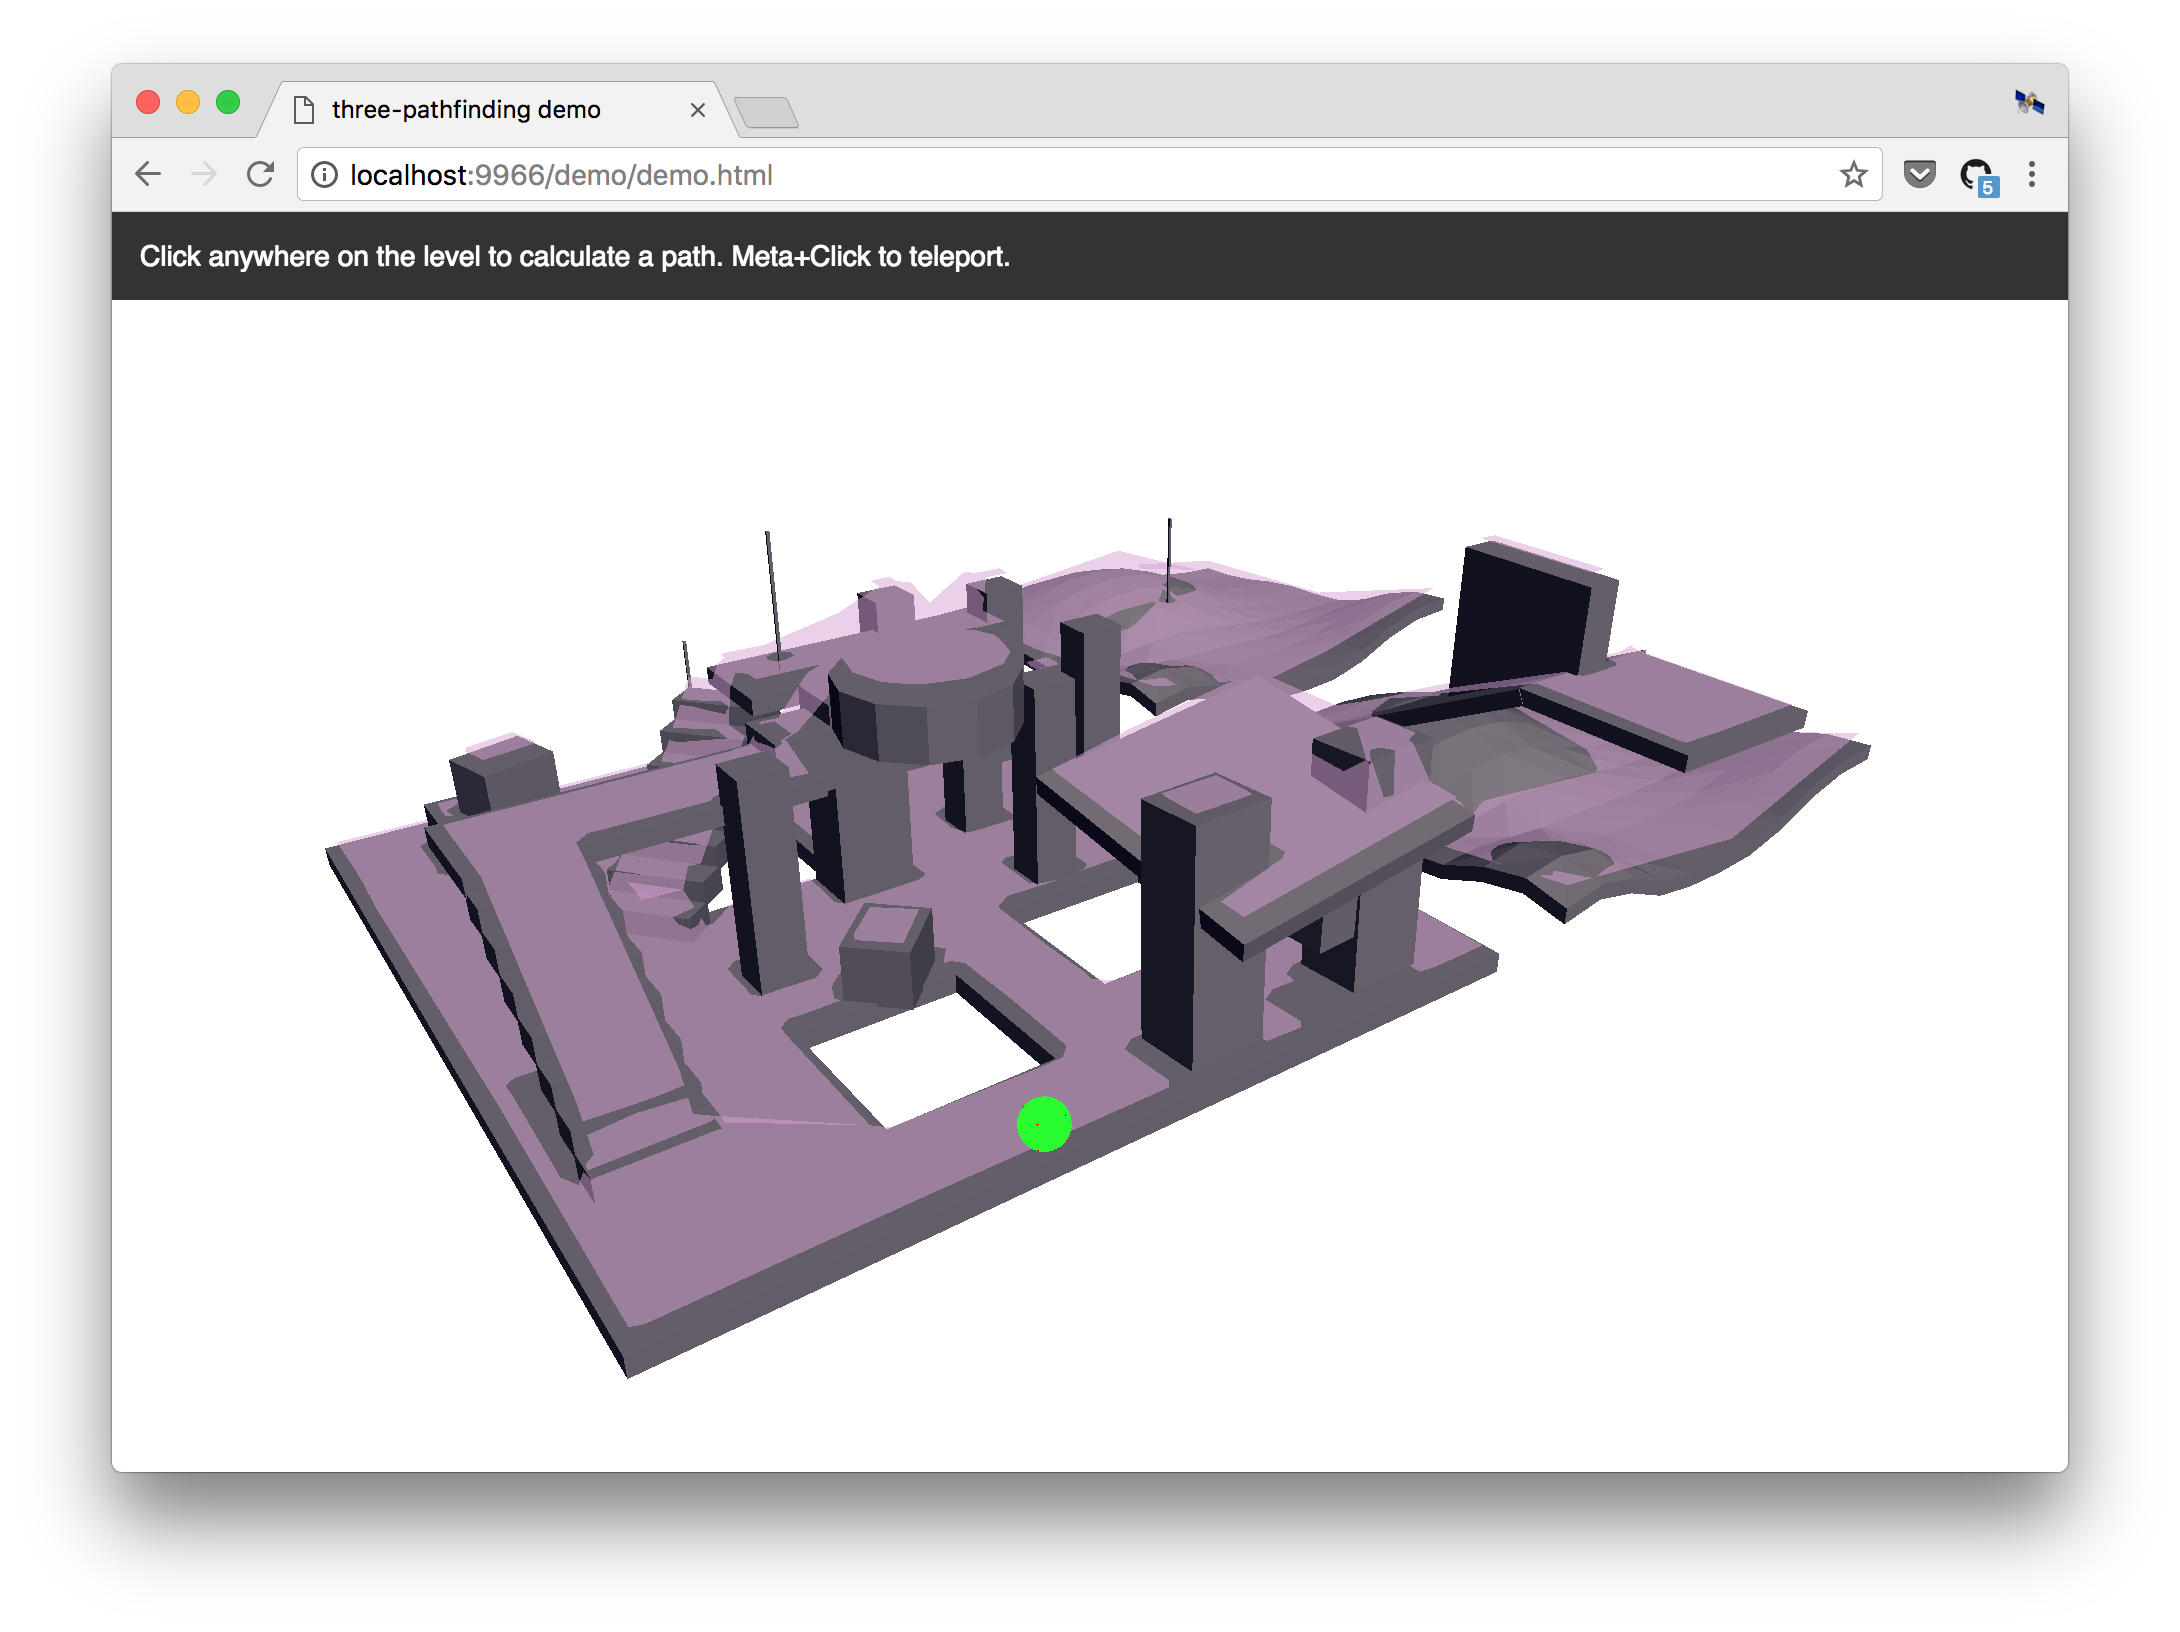 three-pathfinding demo
localhost:9966/demo/demo.html
5
Click anywhere on the level to calculate a path. Meta+Click to teleport.